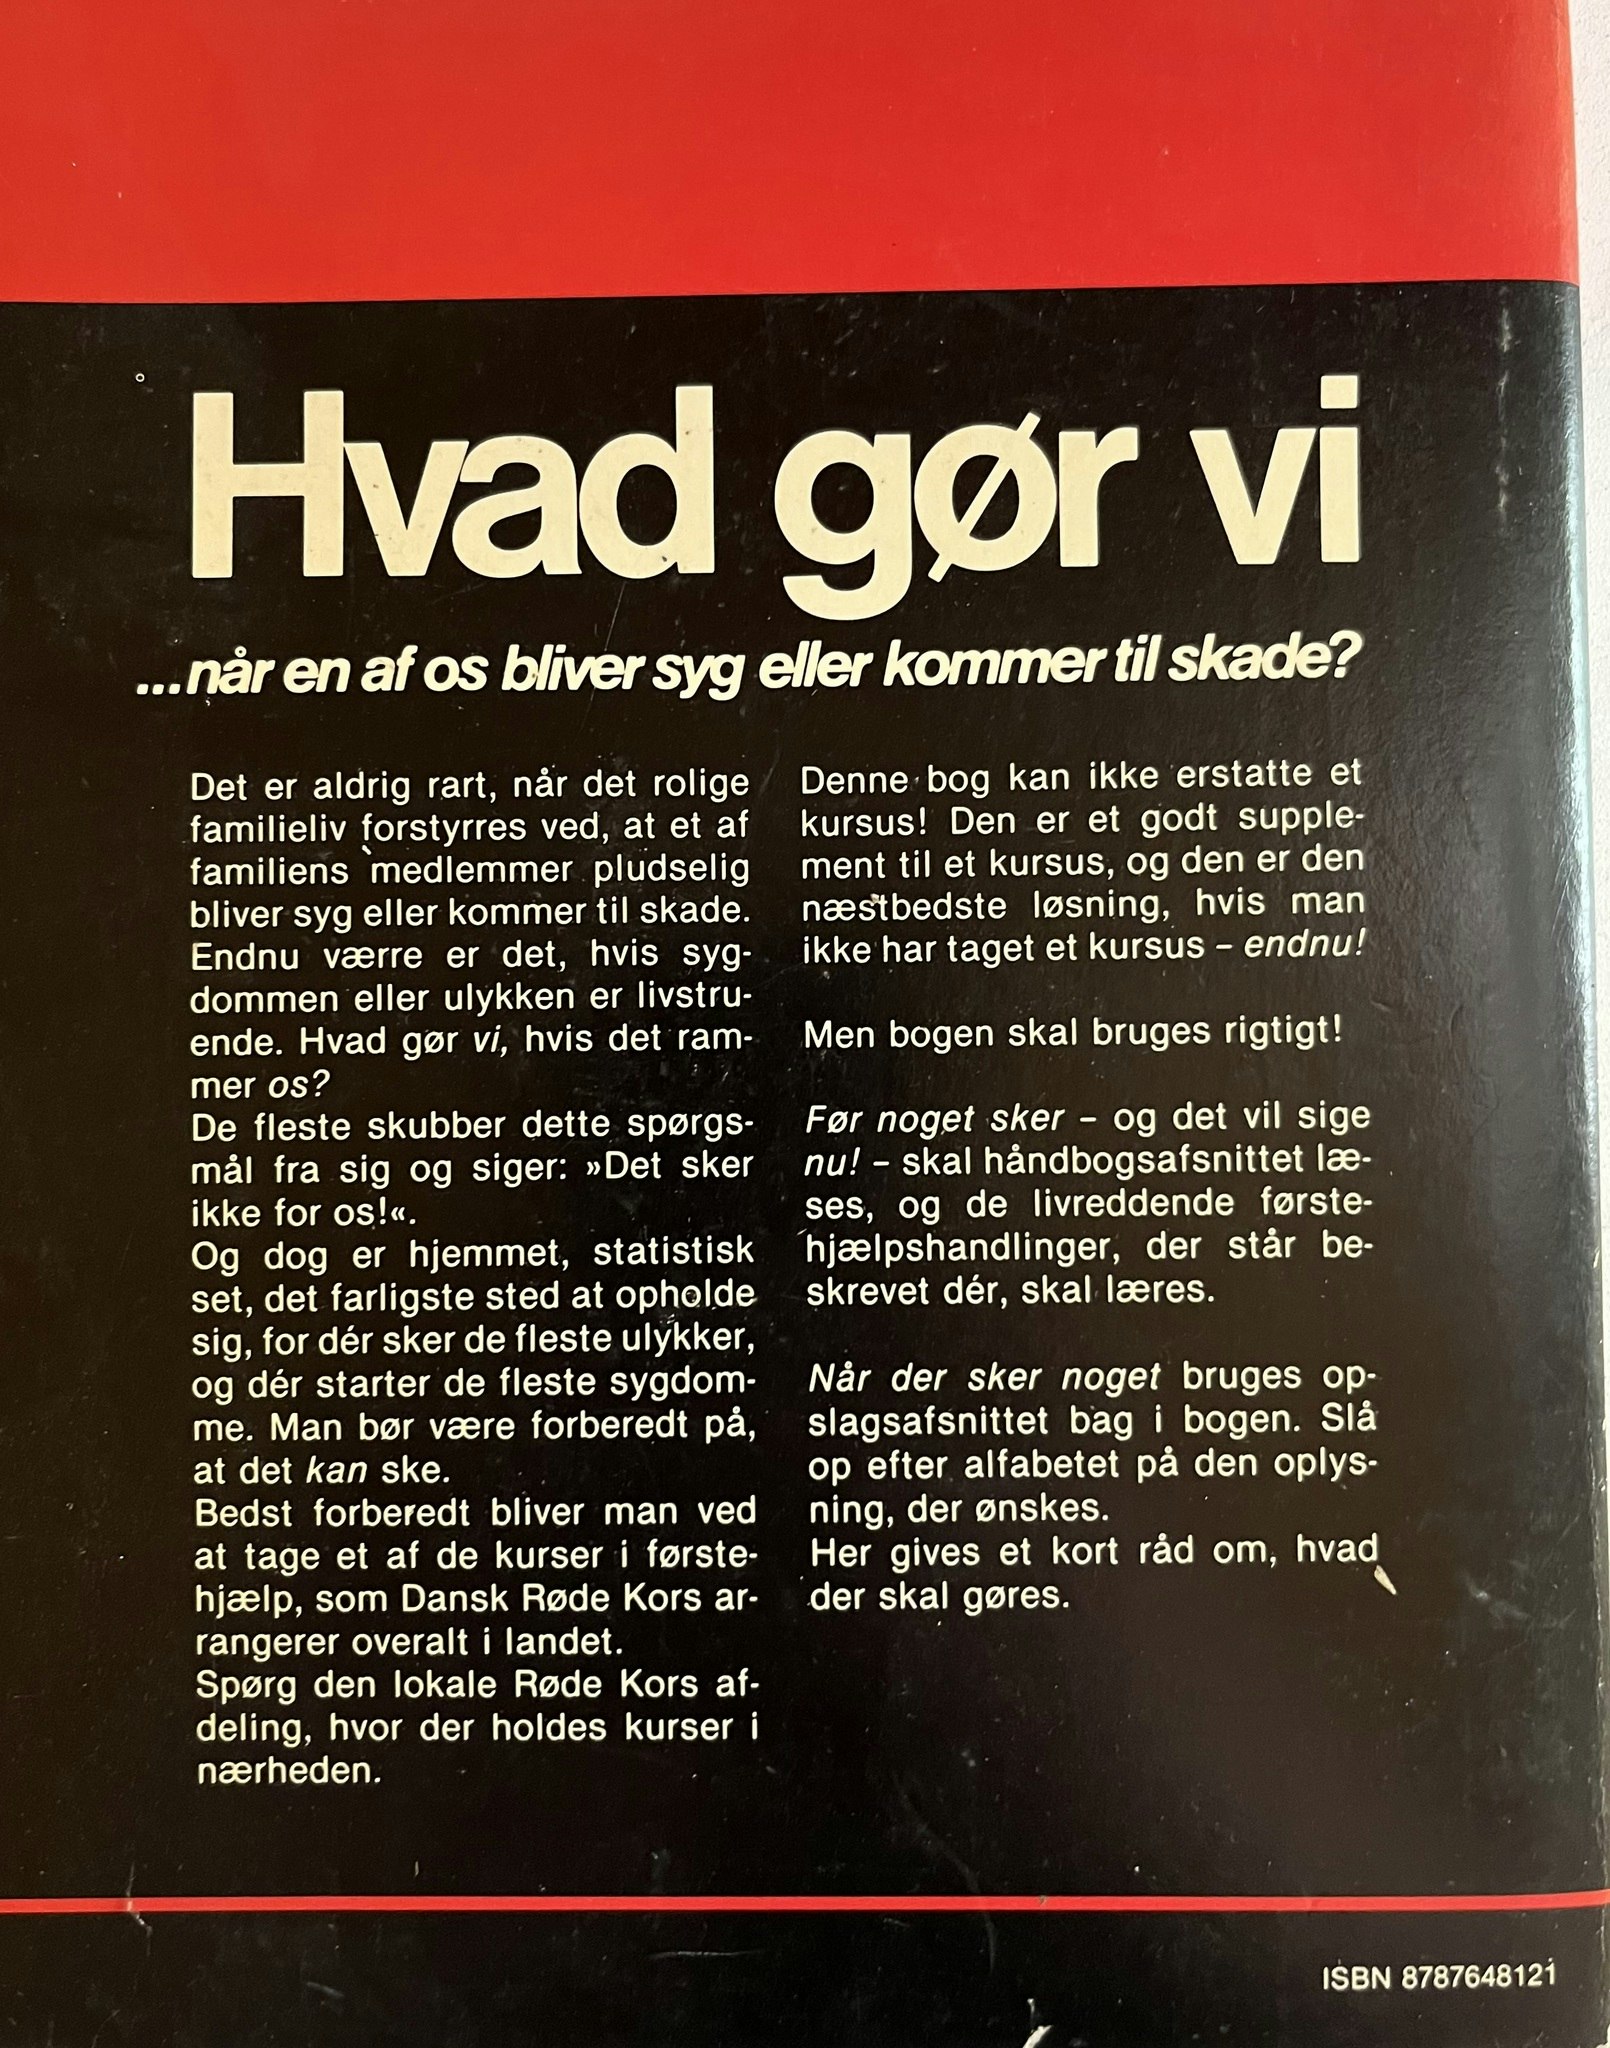 Hvad gør vi
...når en af os bliver syg eller kommer til skade?
Det er aldrig rart, når det rolige
familieliv forstyrres ved, at et af
familiens medlemmer pludselig
bliver syg eller kommer til skade.
Endnu værre er det, hvis syg-
dommen eller ulykken er livstru-
ende. Hvad gør vi, hvis det ram-
mer os?
De fleste skubber dette spørgs-
mål fra sig og siger: »Det sker
ikke for os!«.
Og dog er hjemmet, statistisk
set, det farligste sted at opholde
sig, for dér sker de fleste ulykker,
og dér starter de fleste sygdom-
me. Man bør være forberedt på,
at det kan ske.
Bedst forberedt bliver man ved
at tage et af de kurser i første-
hjælp, som Dansk Røde Kors ar-
rangerer overalt i landet.
Spørg den lokale Røde Kors af-
deling, hvor der holdes kurser i
nærheden.
Denne bog kan ikke erstatte et
kursus! Den er et godt supple-
ment til et kursus, og den er den
næstbedste løsning, hvis man
ikke har taget et kursus – endnu!
Men bogen skal bruges rigtigt!
Før noget sker – og det vil sige
nu! – skal håndbogsafsnittet læ-
ses, og de livreddende første-
hjælpshandlinger, der står be-
skrevet dér, skal læres.
Når der sker noget bruges op-
slagsafsnittet bag i bogen. Slå
op efter alfabetet på den oplys-
ning, der ønskes.
Her gives et kort råd om, hvad
der skal gøres.
ISBN 8787648121